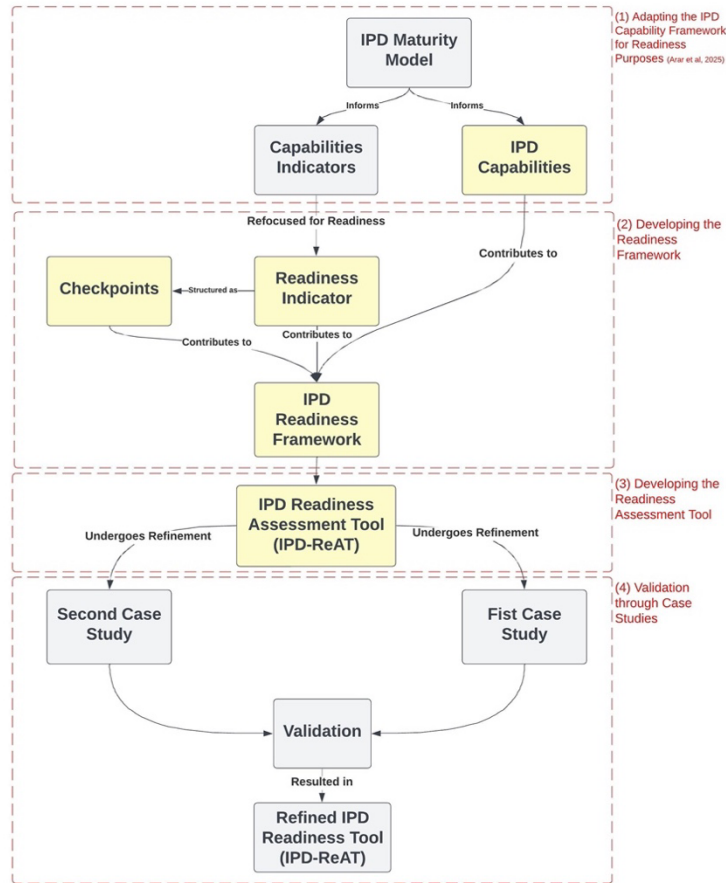 (1) Adapting the IPD
Capability Framework
for Readiness
Purposes (Arar et al, 2025)
IPD Maturity
Model
Informs
Informs
Capabilities
Indicators
IPD
Capabilities
Refocused for Readiness
(2) Developing the
Readiness
Framework
Contributes to
Checkpoints
Structured as
Readiness
Indicator
Contributes to
Contributes to
IPD
Readiness
Framework
(3) Developing the
Readiness
Assessment Tool
IPD Readiness
Assessment Tool
(IPD-ReAT)
Undergoes Refinement
Undergoes Refinement
(4) Validation
through Case
Studies
Second Case
Study
Fist Case
Study
Validation
Resulted in
Refined IPD
Readiness Tool
(IPD-ReAT)